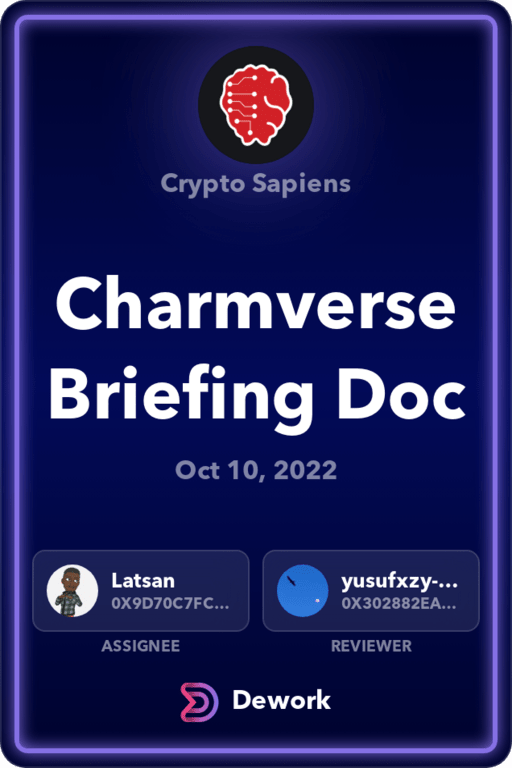 Crypto Sapiens
Charmverse
Briefing Doc
Oct 10, 2022
Latsan
0X9D70C7FC...
ASSIGNEE
yusufxzy-...
0X302882EA...
REVIEWER
Dework